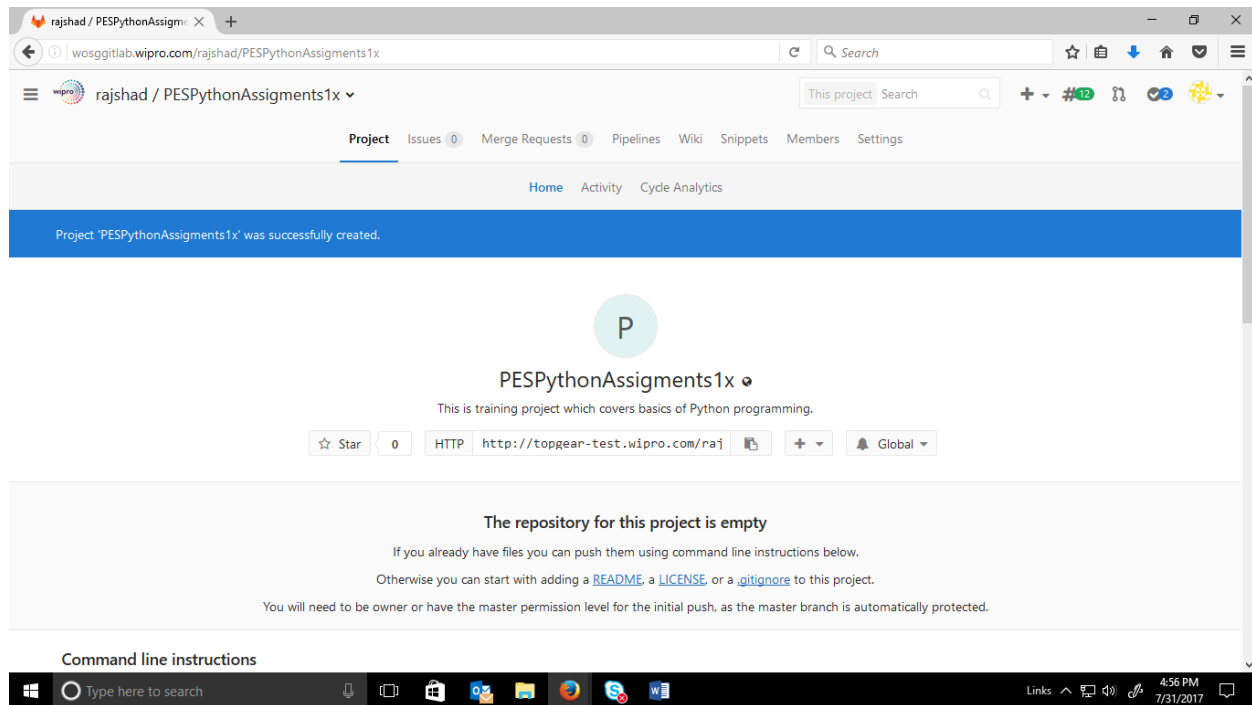 rajshad / PESPythonAssigme
wosggitlab.wipro.com/rajshad/PESPythonAssigments1x Search
wipro rajshad / PESPythonAssigments1x This project Search 12 2
Project Issues 0 Merge Requests 0 Pipelines Wiki Snippets Members Settings
Home Activity Cycle Analytics
Project 'PESPythonAssigments1x' was successfully created.
P
PESPythonAssigments1x
This is training project which covers basics of Python programming.
Star 0 HTTP http://topgear-test.wipro.com/raj + Global
The repository for this project is empty
If you already have files you can push them using command line instructions below.
Otherwise you can start with adding a README, a LICENSE, or a .gitignore to this project.
You will need to be owner or have the master permission level for the initial push, as the master branch is automatically protected.
Command line instructions
Type here to search Links 4:56 PM
7/31/2017